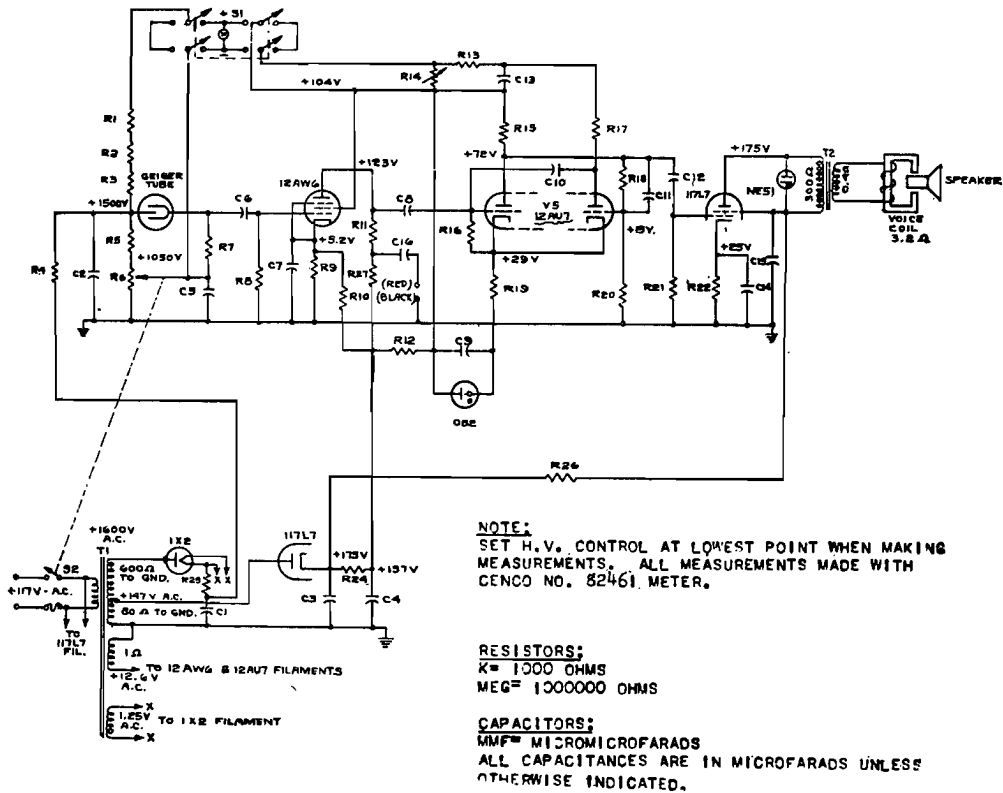 S1
R13
R14
C13
+104V
R1
R15
R17
R2
+123V
+72V
+175V
T2
R3
GEIGER
TUBE
12AW6
C10
R18
C12
C11
117L7
NE51
300Ω
0.4Ω
SPEAKER
VOICE
COIL
3.2Ω
+1500V
C6
C8
V5
12AU7
R11
R16
+5.2V
+15V
R5
R7
+1050V
C16
+29V
+25V
R4
C2
R6
C5
R8
C7
R9
R10
R27
(RED)
(BLACK)
R19
R20
R21
R22
C14
C15
R12
C9
OB2
R26
+1600V
A.C.
T1
1X2
117L7
S2
600Ω
TO GND.
R25
X X
+175V
R24
+157V
+117V-A.C.
+147V A.C.
80 Ω TO GND.
C1
C3
C4
TO
117L7
FIL.
1Ω
TO 12AW6 & 12AU7 FILAMENTS
+12.6V
A.C.
X
1.25V
A.C.
TO 1X2 FILAMENT
X
NOTE:
SET H.V. CONTROL AT LOWEST POINT WHEN MAKING
MEASUREMENTS. ALL MEASUREMENTS MADE WITH
CENCO NO. 82461 METER.
RESISTORS:
K= 1000 OHMS
MEG= 1000000 OHMS
CAPACITORS:
MMF= MICROMICROFARADS
ALL CAPACITANCES ARE IN MICROFARADS UNLESS
OTHERWISE INDICATED.